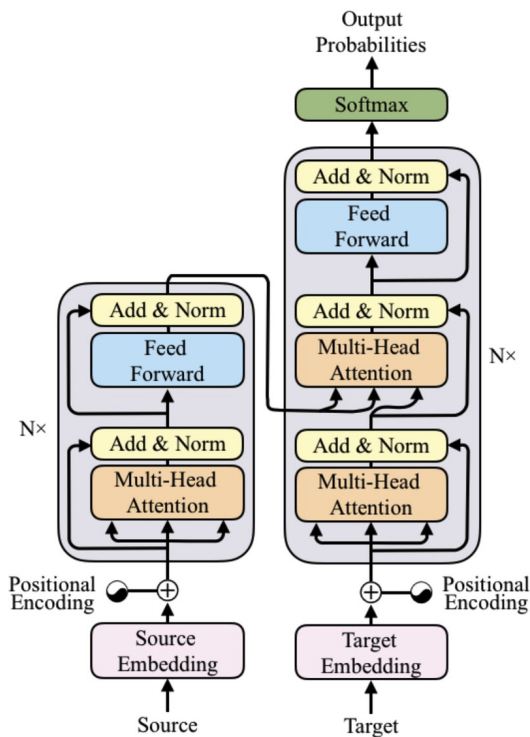 Output
Probabilities
Softmax
Add & Norm
Feed
Forward
Add & Norm
Multi-Head
Attention
N×
Add & Norm
Multi-Head
Attention
Add & Norm
Feed
Forward
N×
Add & Norm
Multi-Head
Attention
Positional
Encoding
Positional
Encoding
Source
Embedding
Target
Embedding
Source
Target